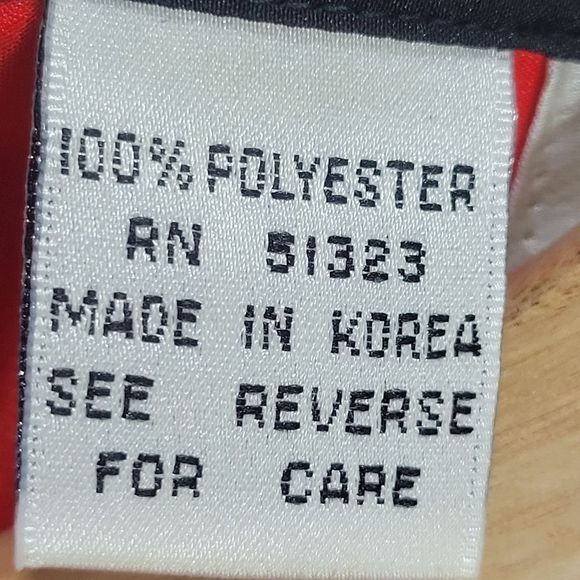 100% POLYESTER
RN 51323
MADE IN KOREA
SEE REVERSE
FOR CARE